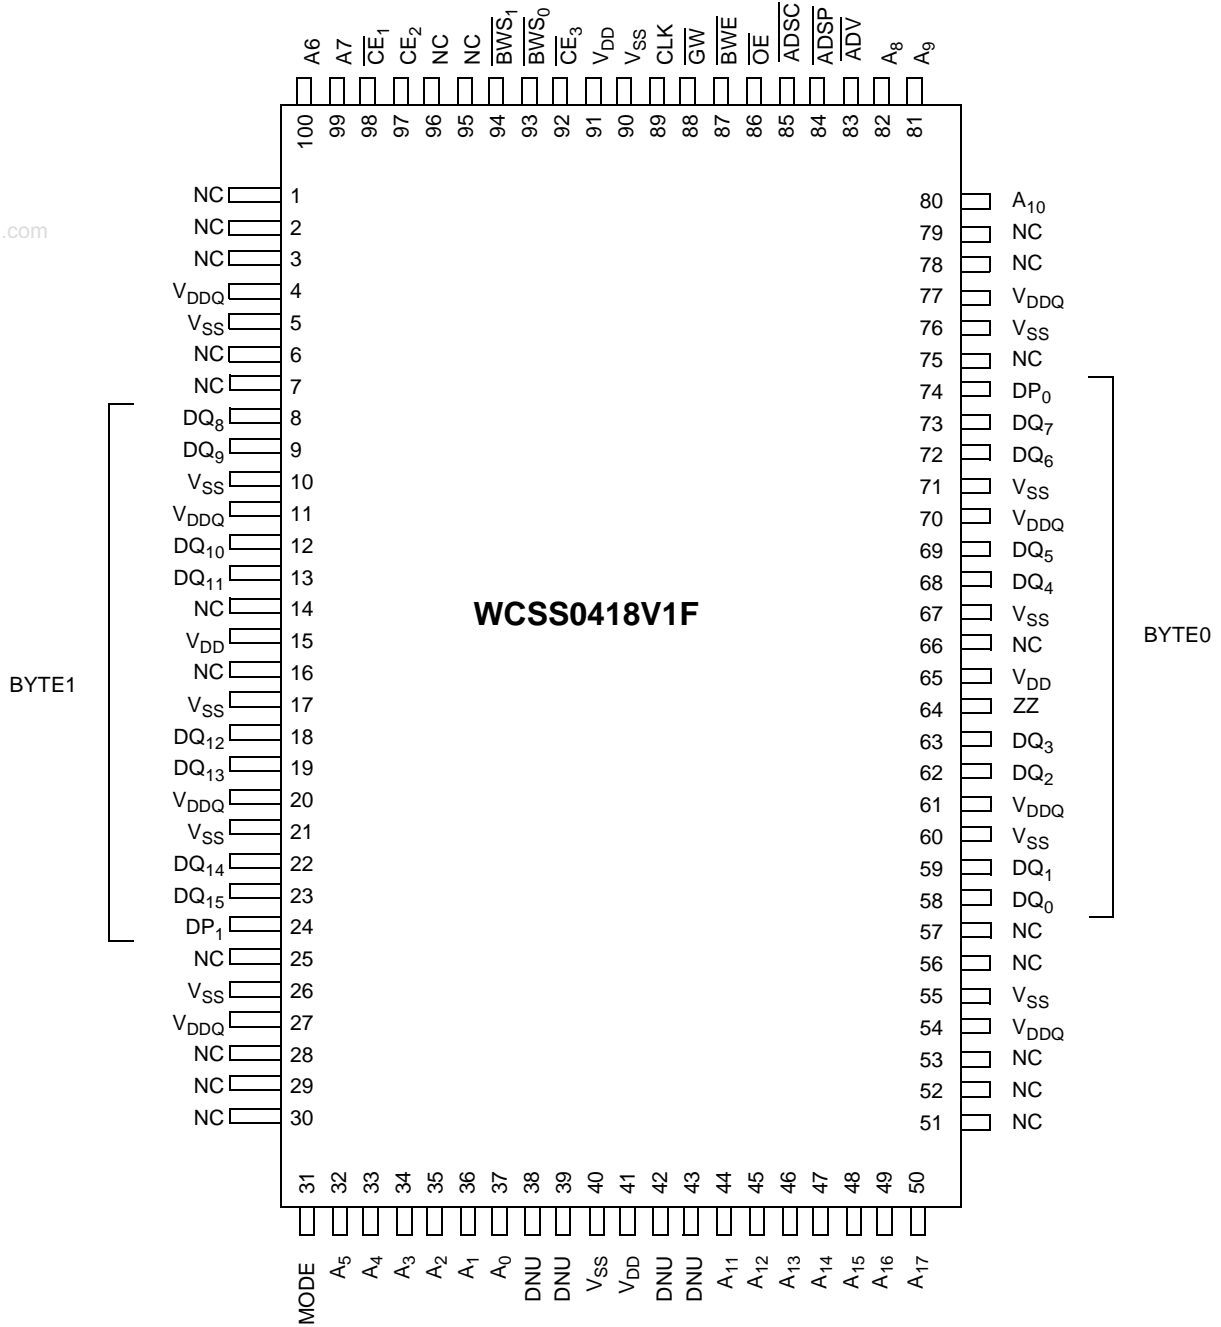 A6 A7 CE1 CE2 NC NC BWS1 BWS0 CE3 VDD VSS CLK GW BWE OE ADSC ADSP ADV A8 A9
100 99 98 97 96 95 94 93 92 91 90 89 88 87 86 85 84 83 82 81
NC 1
NC 2
NC 3
VDDQ 4
VSS 5
NC 6
NC 7
DQ8 8
DQ9 9
VSS 10
VDDQ 11
DQ10 12
DQ11 13
NC 14
VDD 15
NC 16
VSS 17
DQ12 18
DQ13 19
VDDQ 20
VSS 21
DQ14 22
DQ15 23
DP1 24
NC 25
VSS 26
VDDQ 27
NC 28
NC 29
NC 30
BYTE1
.com
WCSS0418V1F
80 A10
79 NC
78 NC
77 VDDQ
76 VSS
75 NC
74 DP0
73 DQ7
72 DQ6
71 VSS
70 VDDQ
69 DQ5
68 DQ4
67 VSS
66 NC
65 VDD
64 ZZ
63 DQ3
62 DQ2
61 VDDQ
60 VSS
59 DQ1
58 DQ0
57 NC
56 NC
55 VSS
54 VDDQ
53 NC
52 NC
51 NC
BYTE0
31 32 33 34 35 36 37 38 39 40 41 42 43 44 45 46 47 48 49 50
MODE A5 A4 A3 A2 A1 A0 DNU DNU VSS VDD DNU DNU A11 A12 A13 A14 A15 A16 A17